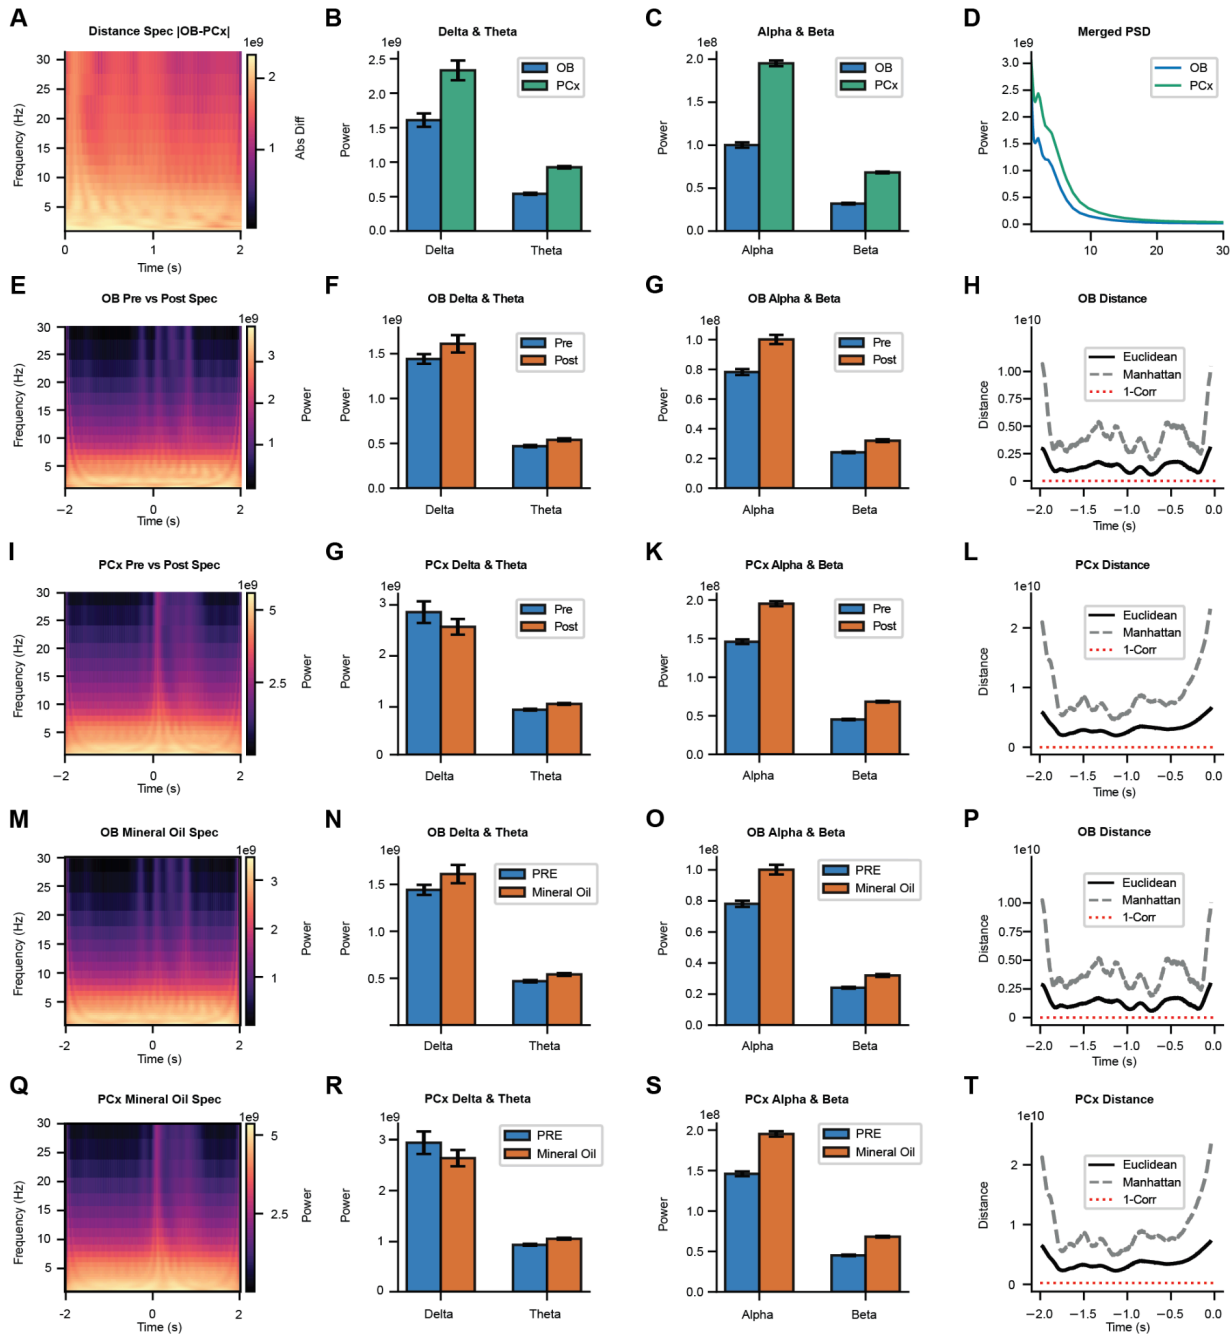 A
Distance Spec |OB-PCx|
1e9
Frequency (Hz)
30
25
20
15
10
5
0
1
2
Time (s)
2
1
Abs Diff
B
Delta & Theta
1e9
Power
2.5
2.0
1.5
1.0
0.5
0.0
OB
PCx
Delta
Theta
C
Alpha & Beta
1e8
Power
2.0
1.5
1.0
0.5
0.0
OB
PCx
Alpha
Beta
D
Merged PSD
1e9
Power
3.0
2.5
2.0
1.5
1.0
0.5
0.0
OB
PCx
10
20
30
E
OB Pre vs Post Spec
1e9
Frequency (Hz)
30
25
20
15
10
5
−2
0
2
Time (s)
3
2
1
Power
F
OB Delta & Theta
1e9
Power
1.5
1.0
0.5
0.0
Pre
Post
Delta
Theta
G
OB Alpha & Beta
1e8
Power
1.0
0.8
0.6
0.4
0.2
0.0
Pre
Post
Alpha
Beta
H
OB Distance
1e10
Distance
1.00
0.75
0.50
0.25
0
Euclidean
Manhattan
1-Corr
−2.0
−1.5
−1.0
−0.5
0.0
Time (s)
I
PCx Pre vs Post Spec
1e9
Frequency (Hz)
30
25
20
15
10
5
−2
0
2
Time (s)
5
2.5
Power
G
PCx Delta & Theta
1e9
Power
3
2
1
0
Pre
Post
Delta
Theta
K
PCx Alpha & Beta
1e8
Power
2.0
1.5
1.0
0.5
0.0
Pre
Post
Alpha
Beta
L
PCx Distance
1e10
Distance
2
1
0
Euclidean
Manhattan
1-Corr
−2.0
−1.5
−1.0
−0.5
0.0
Time (s)
M
OB Mineral Oil Spec
1e9
Frequency (Hz)
30
25
20
15
10
5
-2
0
2
Time (s)
3
2
1
Power
N
OB Delta & Theta
1e9
Power
1.5
1
0.5
PRE
Mineral Oil
Delta
Theta
O
OB Alpha & Beta
1e8
Power
1.0
0.8
0.6
0.4
0.2
0.0
PRE
Mineral Oil
Alpha
Beta
P
OB Distance
1e10
Distance
1.00
0.75
0.50
0.25
0
Euclidean
Manhattan
1-Corr
−2.0
−1.5
−1.0
−0.5
0.0
Time (s)
Q
PCx Mineral Oil Spec
1e9
Frequency (Hz)
30
25
20
15
10
5
-2
0
2
Time (s)
5
2.5
Power
R
PCx Delta & Theta
1e9
Power
3
2
1
0
PRE
Mineral Oil
Delta
Theta
S
PCx Alpha & Beta
1e8
Power
2.0
1.5
1.0
0.5
0.0
PRE
Mineral Oil
Alpha
Beta
T
PCx Distance
1e10
Distance
2
1
0
Euclidean
Manhattan
1-Corr
−2.0
−1.5
−1.0
−0.5
0.0
Time (s)